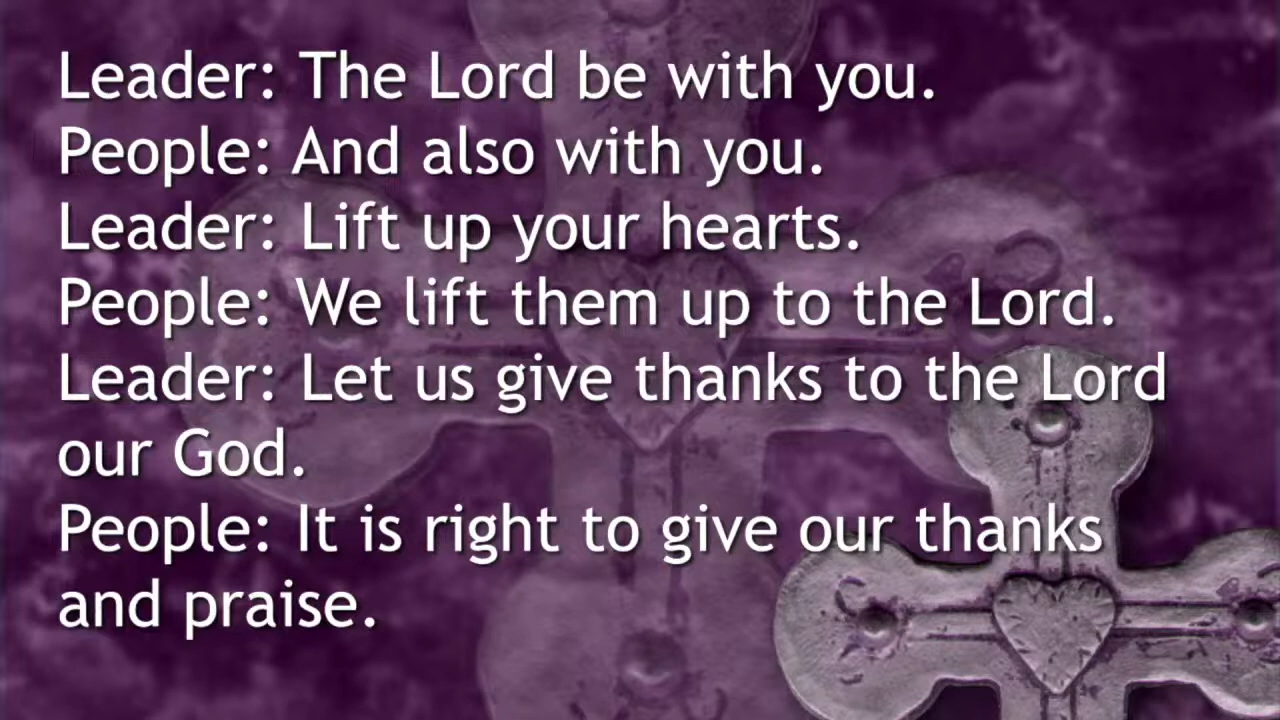 Leader: The Lord be with you.
People: And also with you.
Leader: Lift up your hearts.
People: We lift them up to the Lord.
Leader: Let us give thanks to the Lord
our God.
People: It is right to give our thanks
and praise.